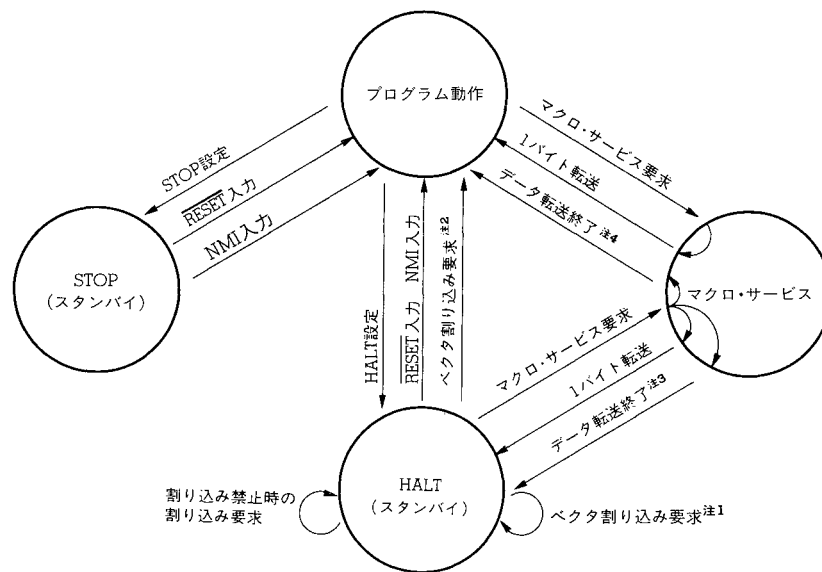 プログラム動作
STOP設定
RESET入力
NMI入力
マクロ・サービス要求
1バイト転送
データ転送終了注4
STOP
(スタンバイ)
HALT設定
RESET入力 NMI入力
ベクタ割り込み要求注2
マクロ・サービス
マクロ・サービス要求
1バイト転送
データ転送終了注3
HALT
(スタンバイ)
割り込み禁止時の
割り込み要求
ベクタ割り込み要求注1